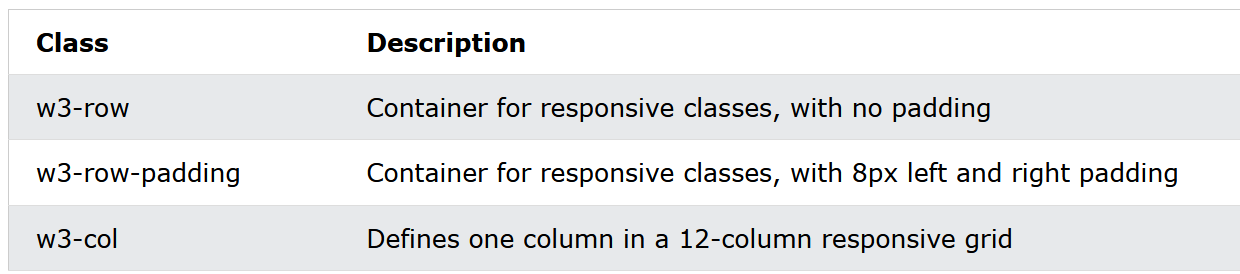 Class Description
w3-row Container for responsive classes, with no padding
w3-row-padding Container for responsive classes, with 8px left and right padding
w3-col Defines one column in a 12-column responsive grid